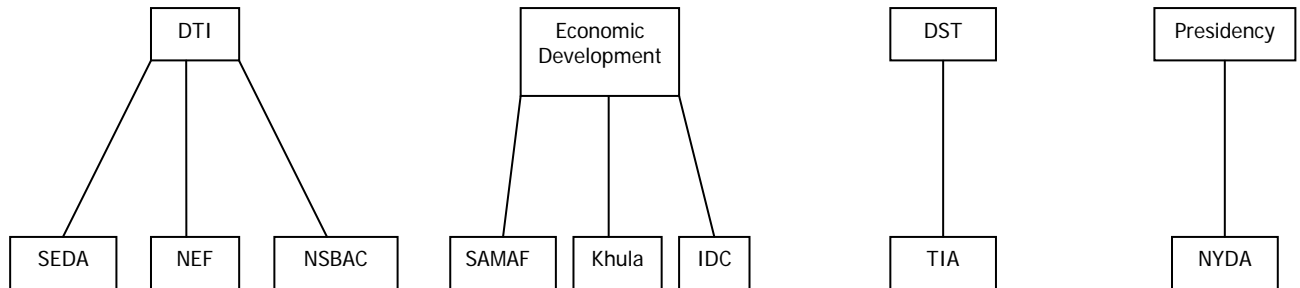 DTI
Economic
Development
DST
Presidency
SEDA
NEF
NSBAC
SAMAF
Khula
IDC
TIA
NYDA